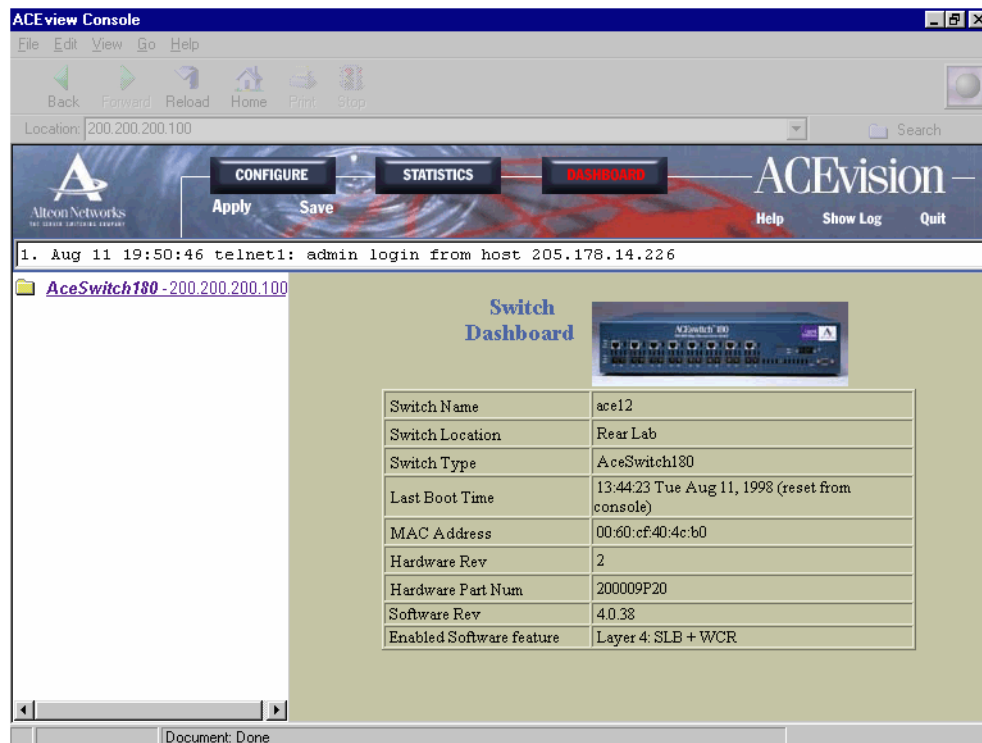 ACEview Console
File Edit View Go Help
Back Forward Reload Home Print Stop
Location: 200.200.200.100 Search
Alteon Networks
CONFIGURE STATISTICS DASHBOARD ACEvision
Apply Save Help Show Log Quit
1. Aug 11 19:50:46 telnet1: admin login from host 205.178.14.226
AceSwitch180 - 200.200.200.100
Switch
Dashboard
ACEswitch 180
Switch Name ace12
Switch Location Rear Lab
Switch Type AceSwitch180
Last Boot Time 13:44:23 Tue Aug 11, 1998 (reset from
console)
MAC Address 00:60:cf:40:4c:b0
Hardware Rev 2
Hardware Part Num 200009P20
Software Rev 4.0.38
Enabled Software feature Layer 4: SLB + WCR
Document: Done